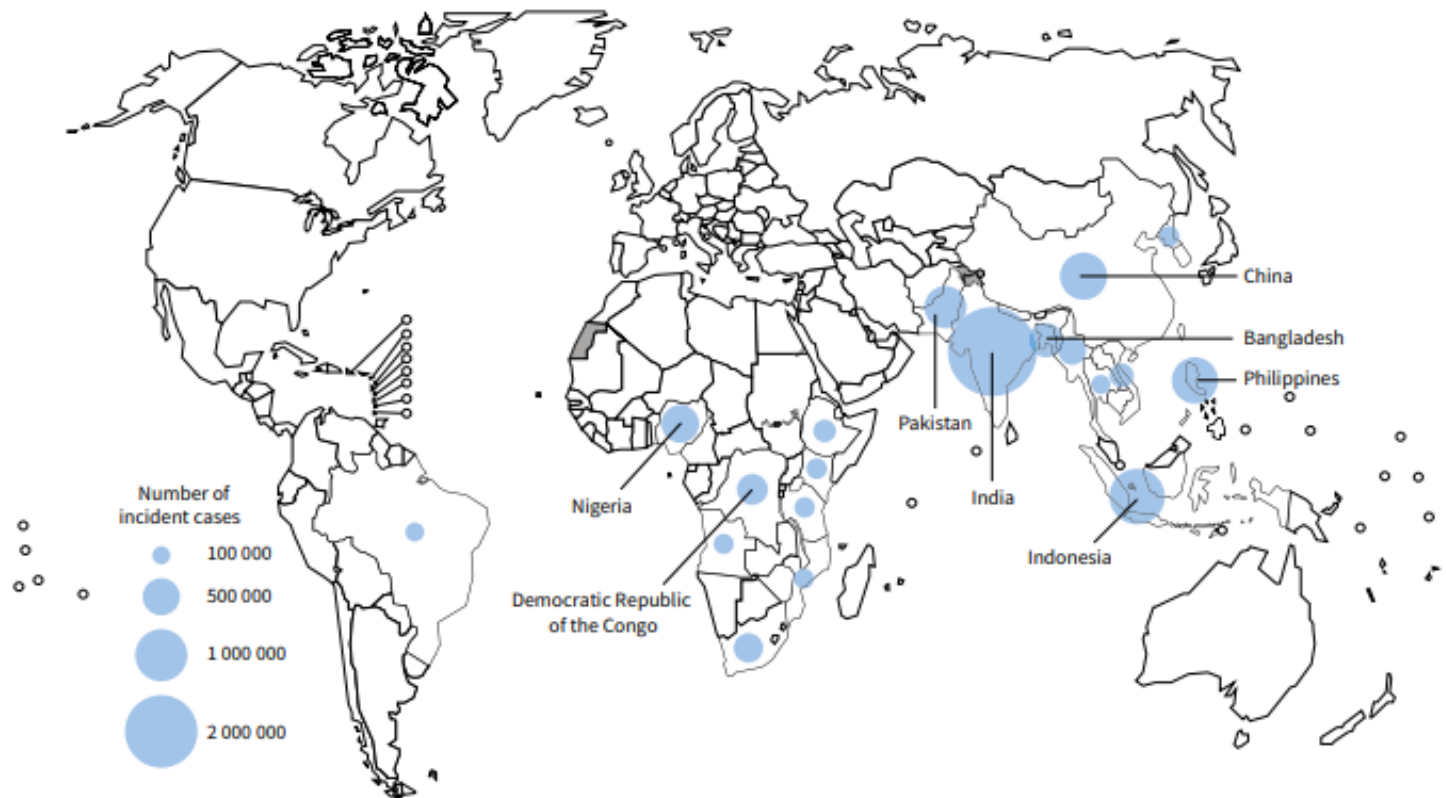 China
Bangladesh
Philippines
Pakistan
India
Nigeria
Indonesia
Democratic Republic
of the Congo
Number of
incident cases
100 000
500 000
1 000 000
2 000 000